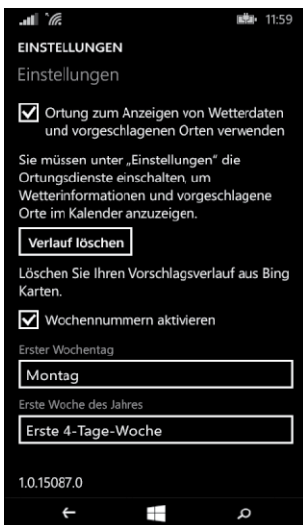 11:59
EINSTELLUNGEN
Einstellungen
Ortung zum Anzeigen von Wetterdaten
und vorgeschlagenen Orten verwenden
Sie müssen unter „Einstellungen" die
Ortungsdienste einschalten, um
Wetterinformationen und vorgeschlagene
Orte im Kalender anzuzeigen.
Verlauf löschen
Löschen Sie Ihren Vorschlagsverlauf aus Bing
Karten.
Wochennummern aktivieren
Erster Wochentag
Montag
Erste Woche des Jahres
Erste 4-Tage-Woche
1.0.15087.0